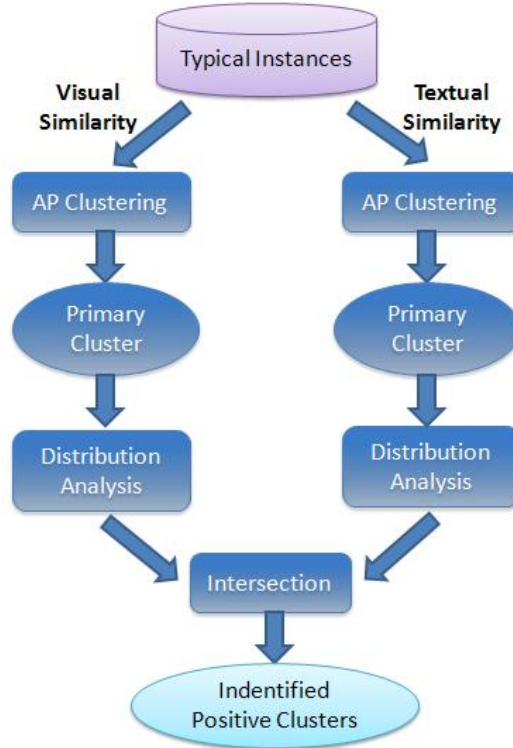 Typical Instances
Visual
Similarity
Textual
Similarity
AP Clustering
AP Clustering
Primary
Cluster
Primary
Cluster
Distribution
Analysis
Distribution
Analysis
Intersection
Indentified
Positive Clusters